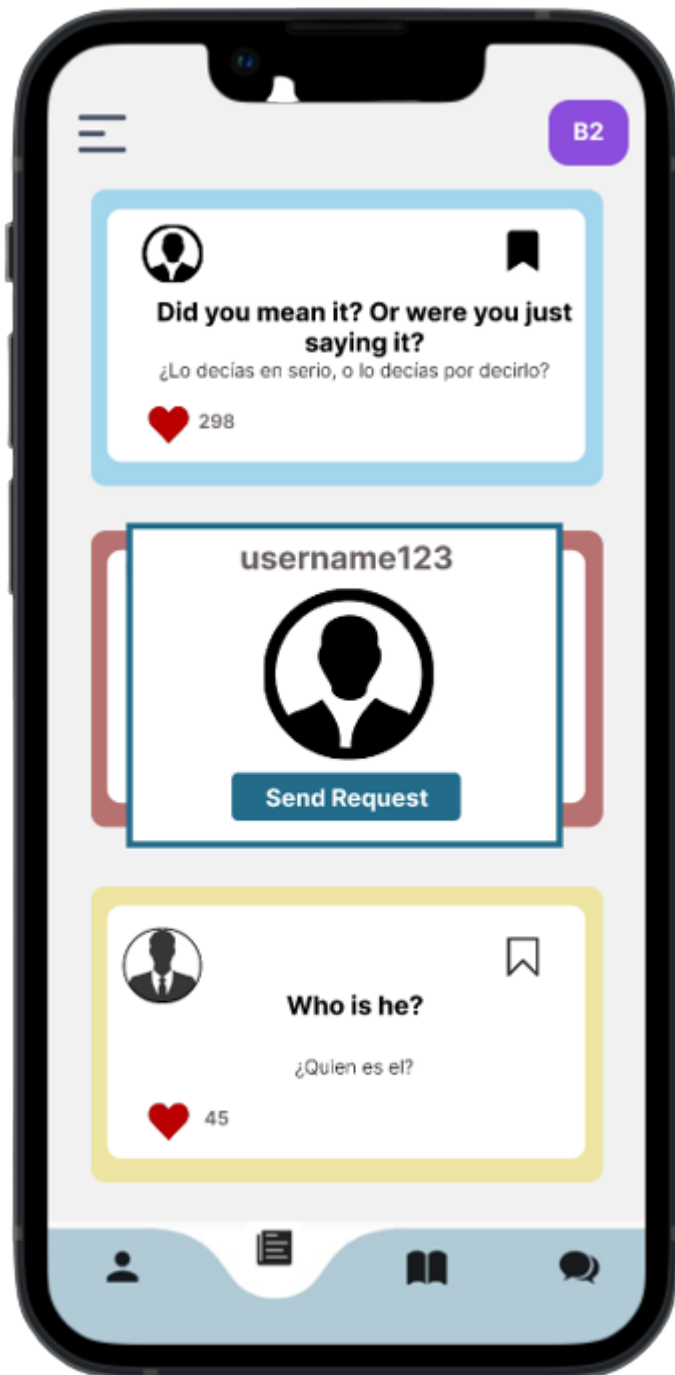 B2
Did you mean it? Or were you just
saying it?
¿Lo decías en serio, o lo decías por decirlo?
298
username123
Send Request
Who is he?
¿Quien es el?
45